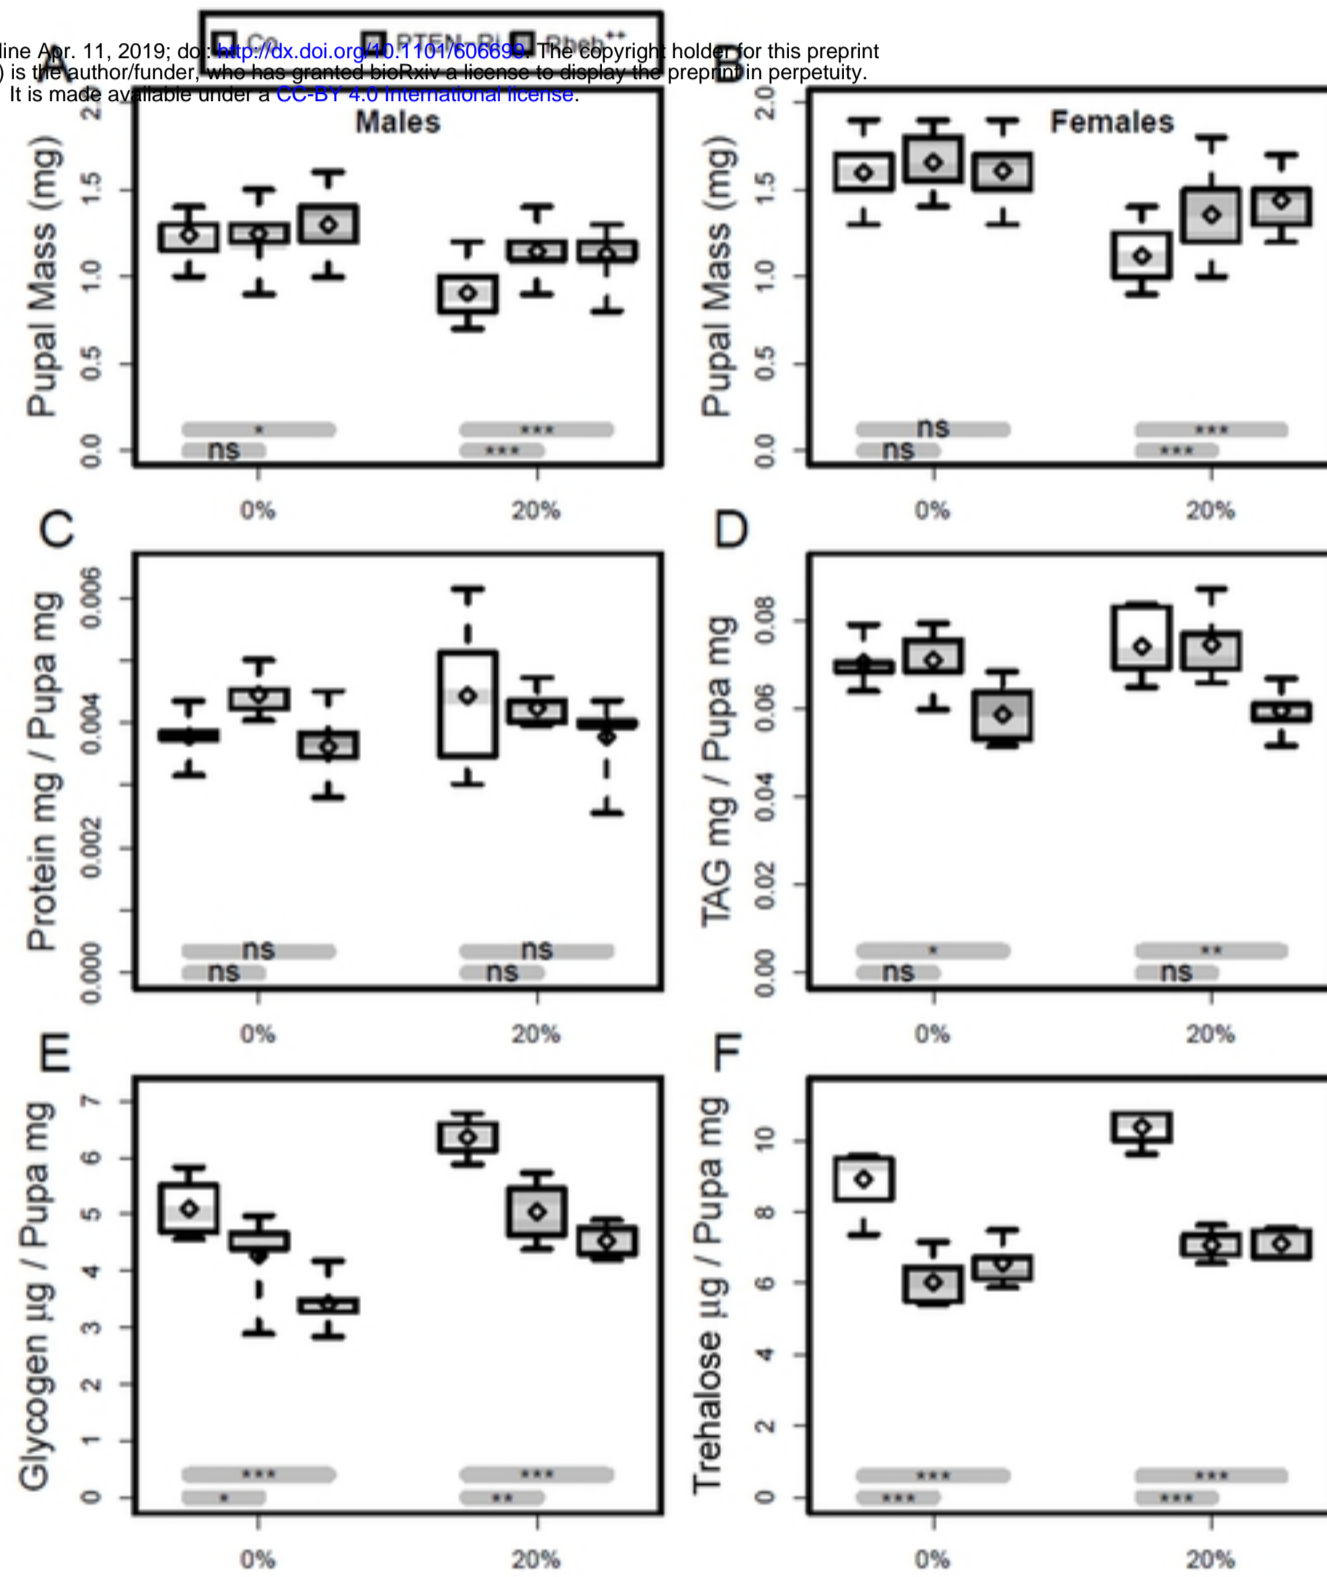 Co PTEN-Ri Rheb++
line Apr. 11, 2019; doi: http://dx.doi.org/10.1101/606699. The copyright holder for this preprint
) is the author/funder, who has granted bioRxiv a license to display the preprint in perpetuity.
It is made available under a CC-BY 4.0 International license.
A
Males
Pupal Mass (mg)
0.0 0.5 1.0 1.5 2.0
* ***
ns ***
0% 20%
B
Females
Pupal Mass (mg)
0.0 0.5 1.0 1.5 2.0
ns ***
ns ***
0% 20%
C
Protein mg / Pupa mg
0.000 0.002 0.004 0.006
ns ns
ns ns
0% 20%
D
TAG mg / Pupa mg
0.00 0.02 0.04 0.06 0.08
* **
ns ns
0% 20%
E
Glycogen µg / Pupa mg
0 1 2 3 4 5 6 7
*** ***
* **
0% 20%
F
Trehalose µg / Pupa mg
0 2 4 6 8 10
*** ***
*** ***
0% 20%